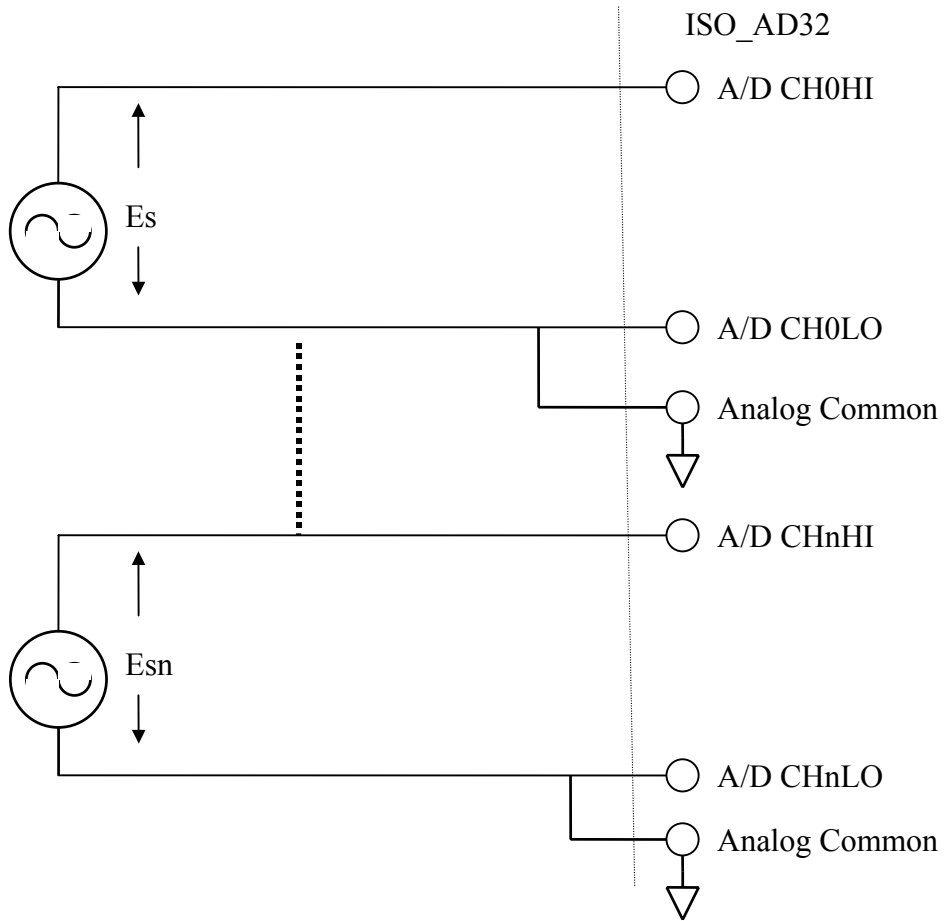 ISO_AD32
A/D CH0HI
Es
A/D CH0LO
Analog Common
A/D CHnHI
Esn
A/D CHnLO
Analog Common